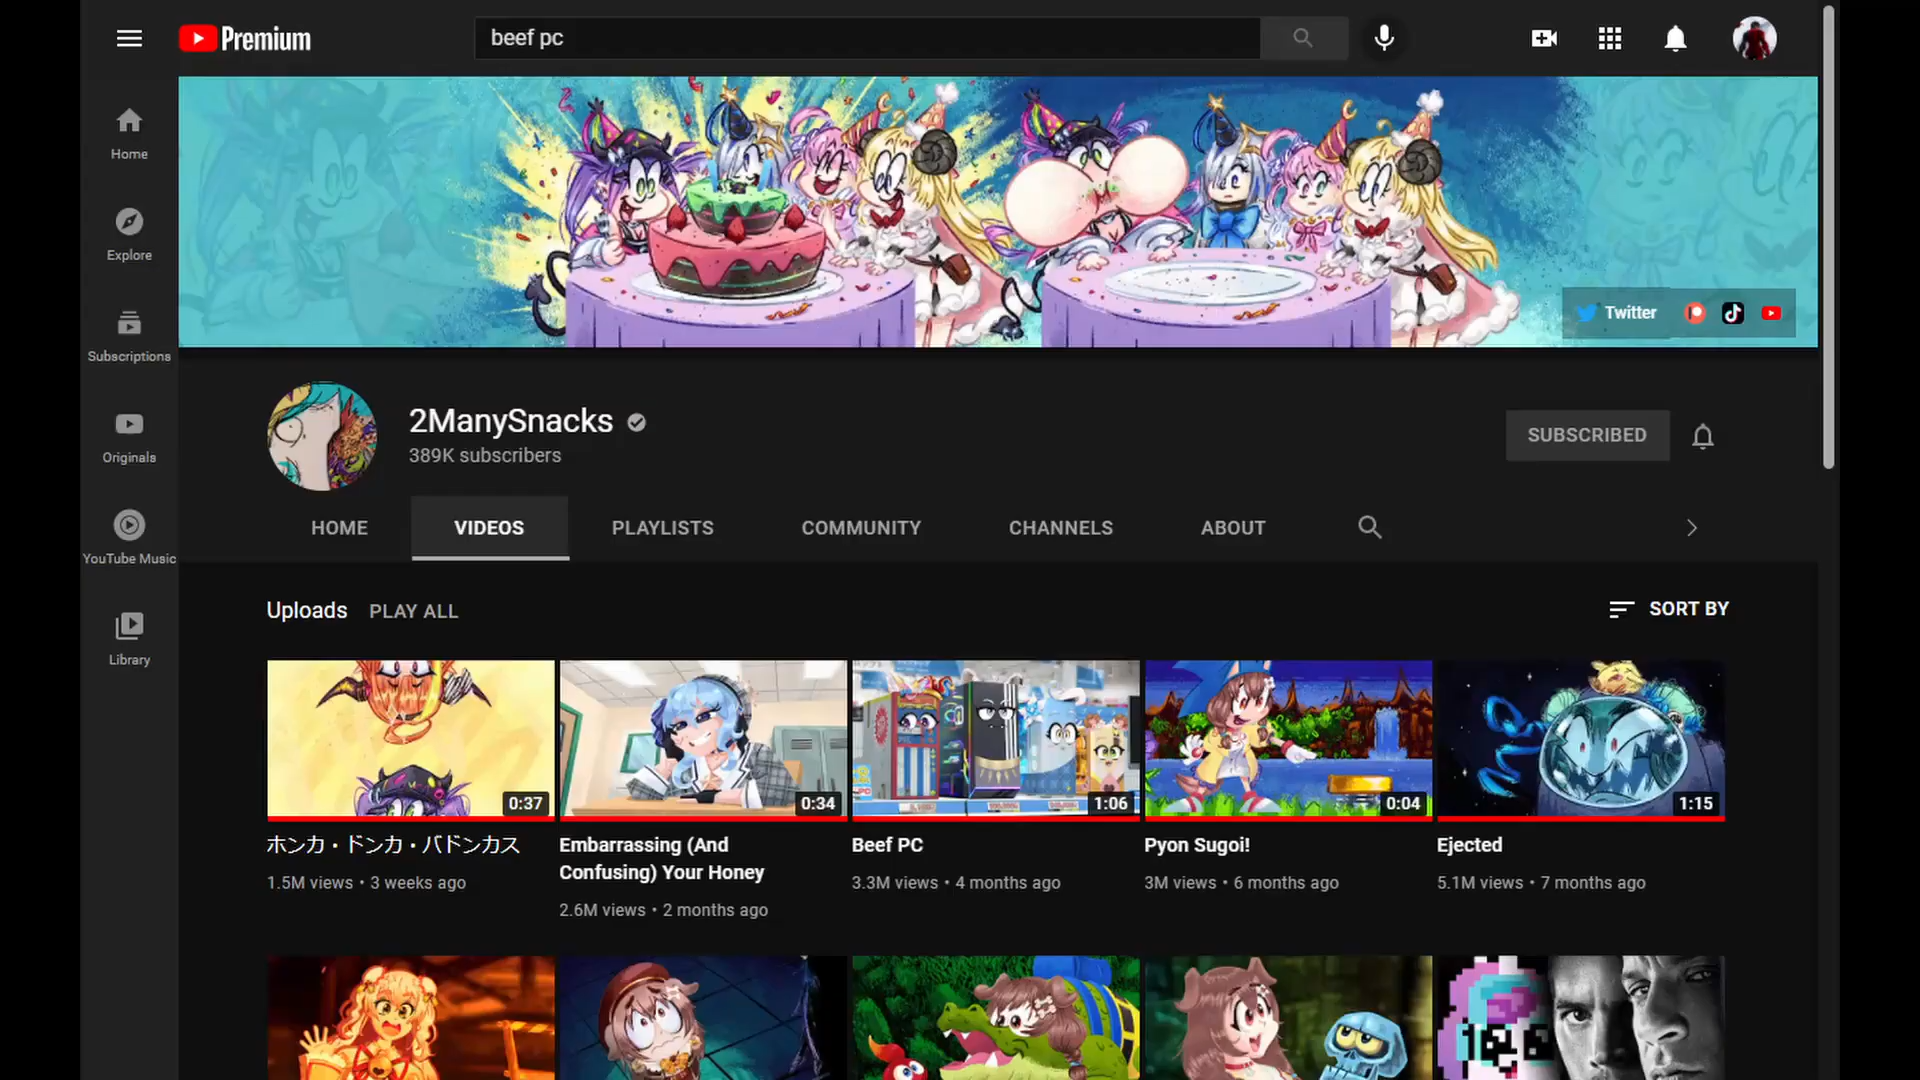 Premium
beef pc
Home
Explore
Subscriptions
Originals
YouTube Music
Library
Twitter
2ManySnacks
389K subscribers
SUBSCRIBED
HOME
VIDEOS
PLAYLISTS
COMMUNITY
CHANNELS
ABOUT
Uploads
PLAY ALL
SORT BY
0:37
0:34
1:06
0:04
1:15
ホンカ・ドンカ・バドンカス
1.5M views • 3 weeks ago
Embarrassing (And
Confusing) Your Honey
2.6M views • 2 months ago
Beef PC
3.3M views • 4 months ago
Pyon Sugoi!
3M views • 6 months ago
Ejected
5.1M views • 7 months ago